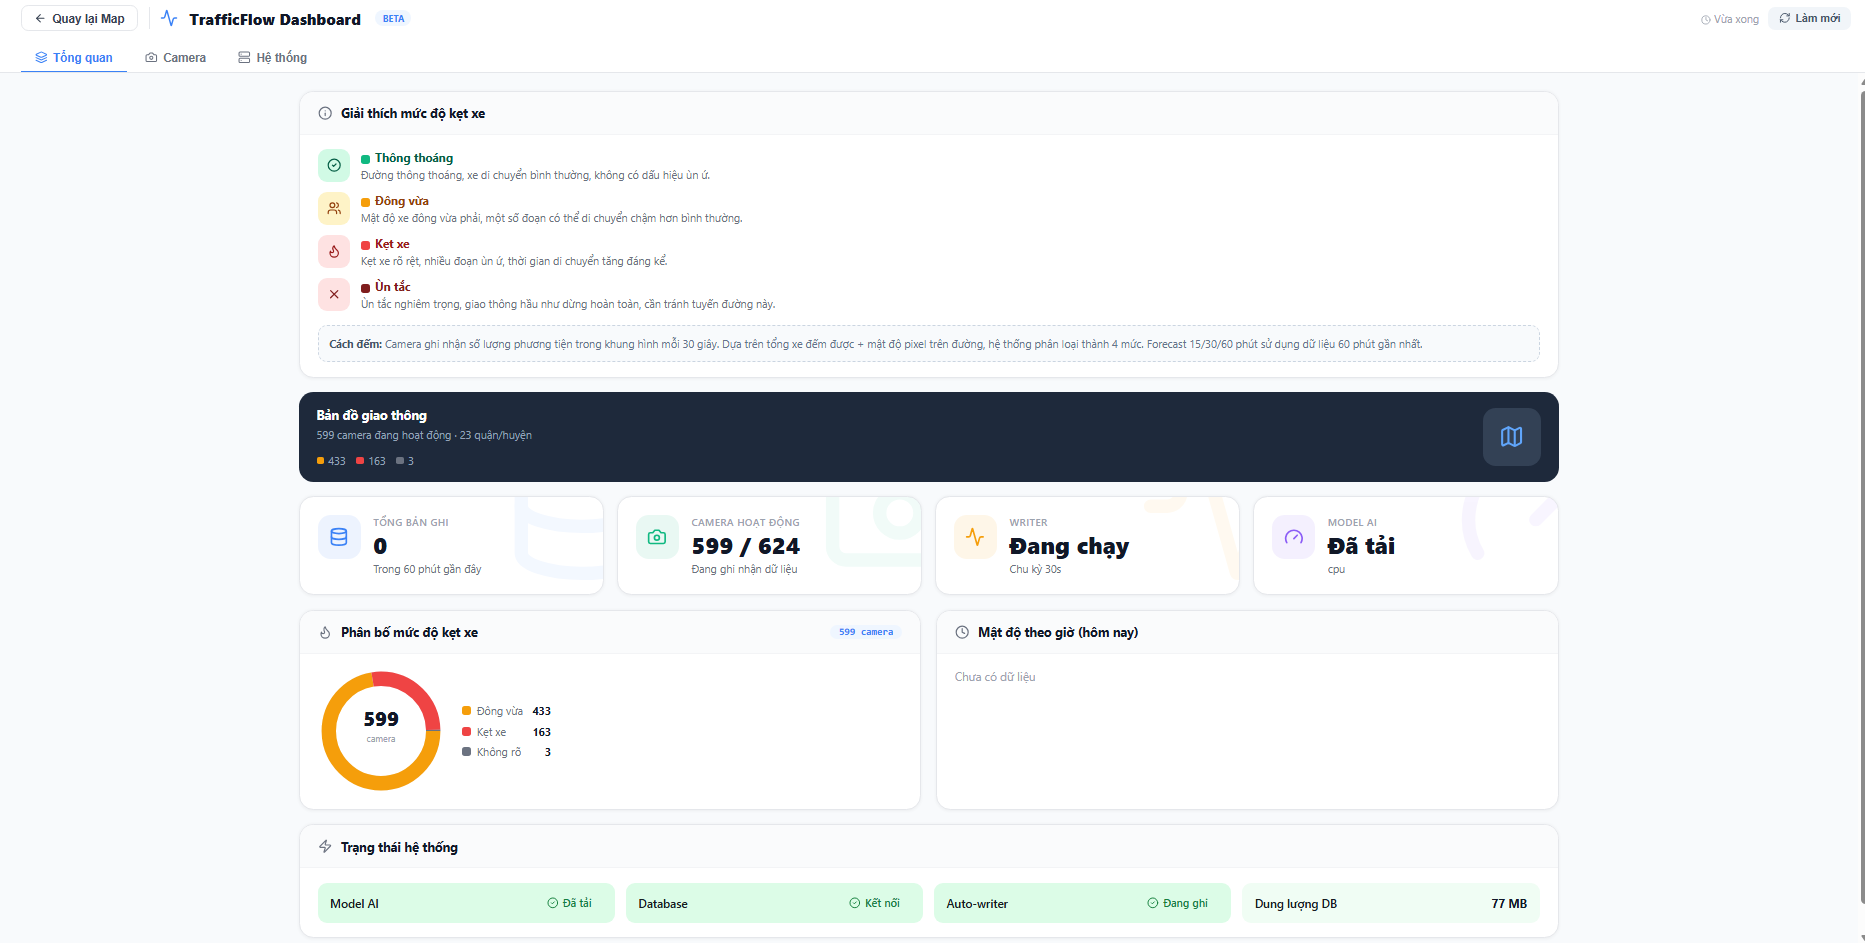 Quay lại Map
TrafficFlow Dashboard
BETA
Vừa xong
Làm mới
Tổng quan
Camera
Hệ thống
Giải thích mức độ kẹt xe
Thông thoáng
Đường thông thoáng, xe di chuyển bình thường, không có dấu hiệu ùn ứ.
Đông vừa
Mật độ xe đông vừa phải, một số đoạn có thể di chuyển chậm hơn bình thường.
Kẹt xe
Kẹt xe rõ rệt, nhiều đoạn ùn ứ, thời gian di chuyển tăng đáng kể.
Ùn tắc
Ùn tắc nghiêm trọng, giao thông hầu như dừng hoàn toàn, cần tránh tuyến đường này.
Cách đếm: Camera ghi nhận số lượng phương tiện trong khung hình mỗi 30 giây. Dựa trên tổng xe đếm được + mật độ pixel trên đường, hệ thống phân loại thành 4 mức. Forecast 15/30/60 phút sử dụng dữ liệu 60 phút gần nhất.
Bản đồ giao thông
599 camera đang hoạt động · 23 quận/huyện
433 163 3
TỔNG BẢN GHI
0
Trong 60 phút gần đây
CAMERA HOẠT ĐỘNG
599 / 624
Đang ghi nhận dữ liệu
WRITER
Đang chạy
Chu kỳ 30s
MODEL AI
Đã tải
cpu
Phân bố mức độ kẹt xe
599 camera
599
camera
Đông vừa 433
Kẹt xe 163
Không rõ 3
Mật độ theo giờ (hôm nay)
Chưa có dữ liệu
Trạng thái hệ thống
Model AI Đã tải
Database Kết nối
Auto-writer Đang ghi
Dung lượng DB 77 MB